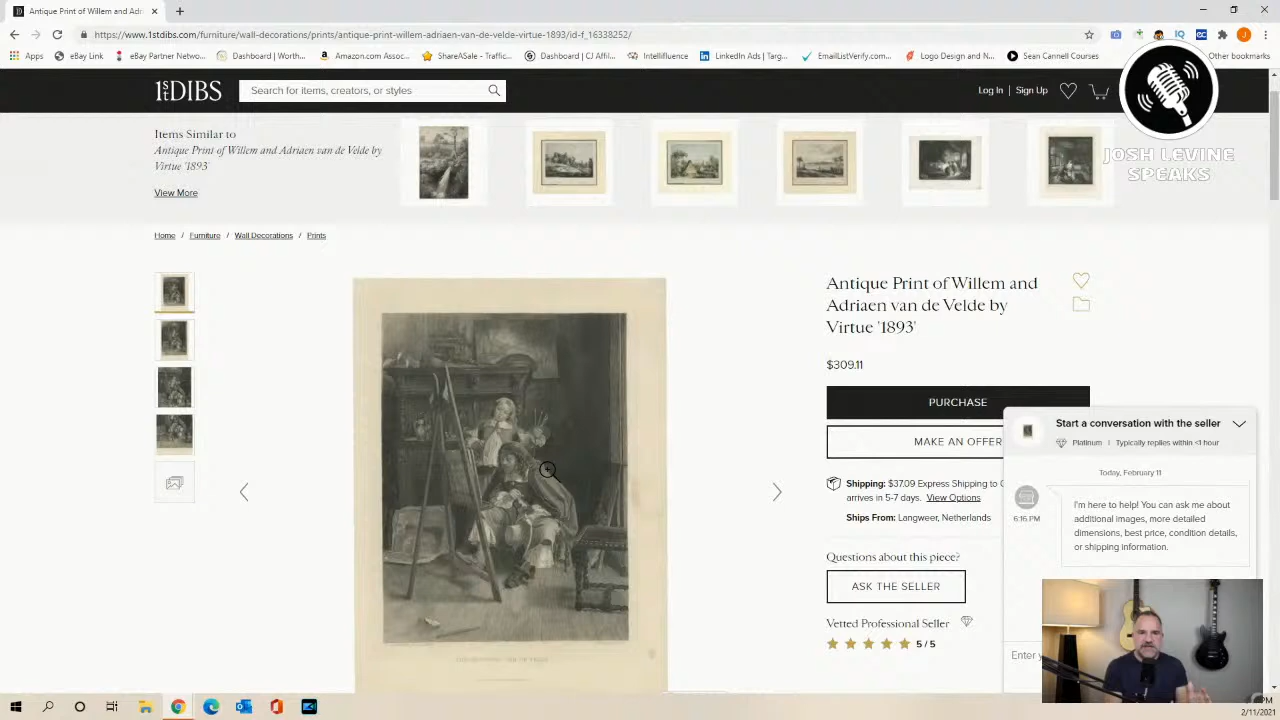 Antique Print of Willem and Adr
https://www.1stdibs.com/furniture/wall-decorations/prints/antique-print-willem-adriaen-van-de-velde-virtue-1893/id-f_16338252/
Apps
eBay Link
eBay Partner Netw...
Dashboard | Worth...
Amazon.com Assoc...
ShareASale - Traffic...
Dashboard | CJ Affil...
Intellifluence
LinkedIn Ads | Targ...
EmailListVerify.com...
Logo Design and N...
Sean Cannell Courses
Other bookmarks
1stDIBS
Search for items, creators, or styles
Log In | Sign Up
JOSH LEVINE
SPEAKS
Items Similar to
Antique Print of Willem and Adriaen van de Velde by
Virtue '1893'
View More
Home / Furniture / Wall Decorations / Prints
Antique Print of Willem and
Adriaen van de Velde by
Virtue '1893'
$309.11
PURCHASE
MAKE AN OFFER
Shipping: $37.09 Express Shipping to
arrives in 5-7 days. View Options
Ships From: Langweer, Netherlands
Questions about this piece?
ASK THE SELLER
Vetted Professional Seller
5 / 5
Start a conversation with the seller
Platinum | Typically replies within <1 hour
Today, February 11
6:16 PM
I'm here to help! You can ask me about
additional images, more detailed
dimensions, best price, condition details,
or shipping information.
Enter
PM
2/11/2021